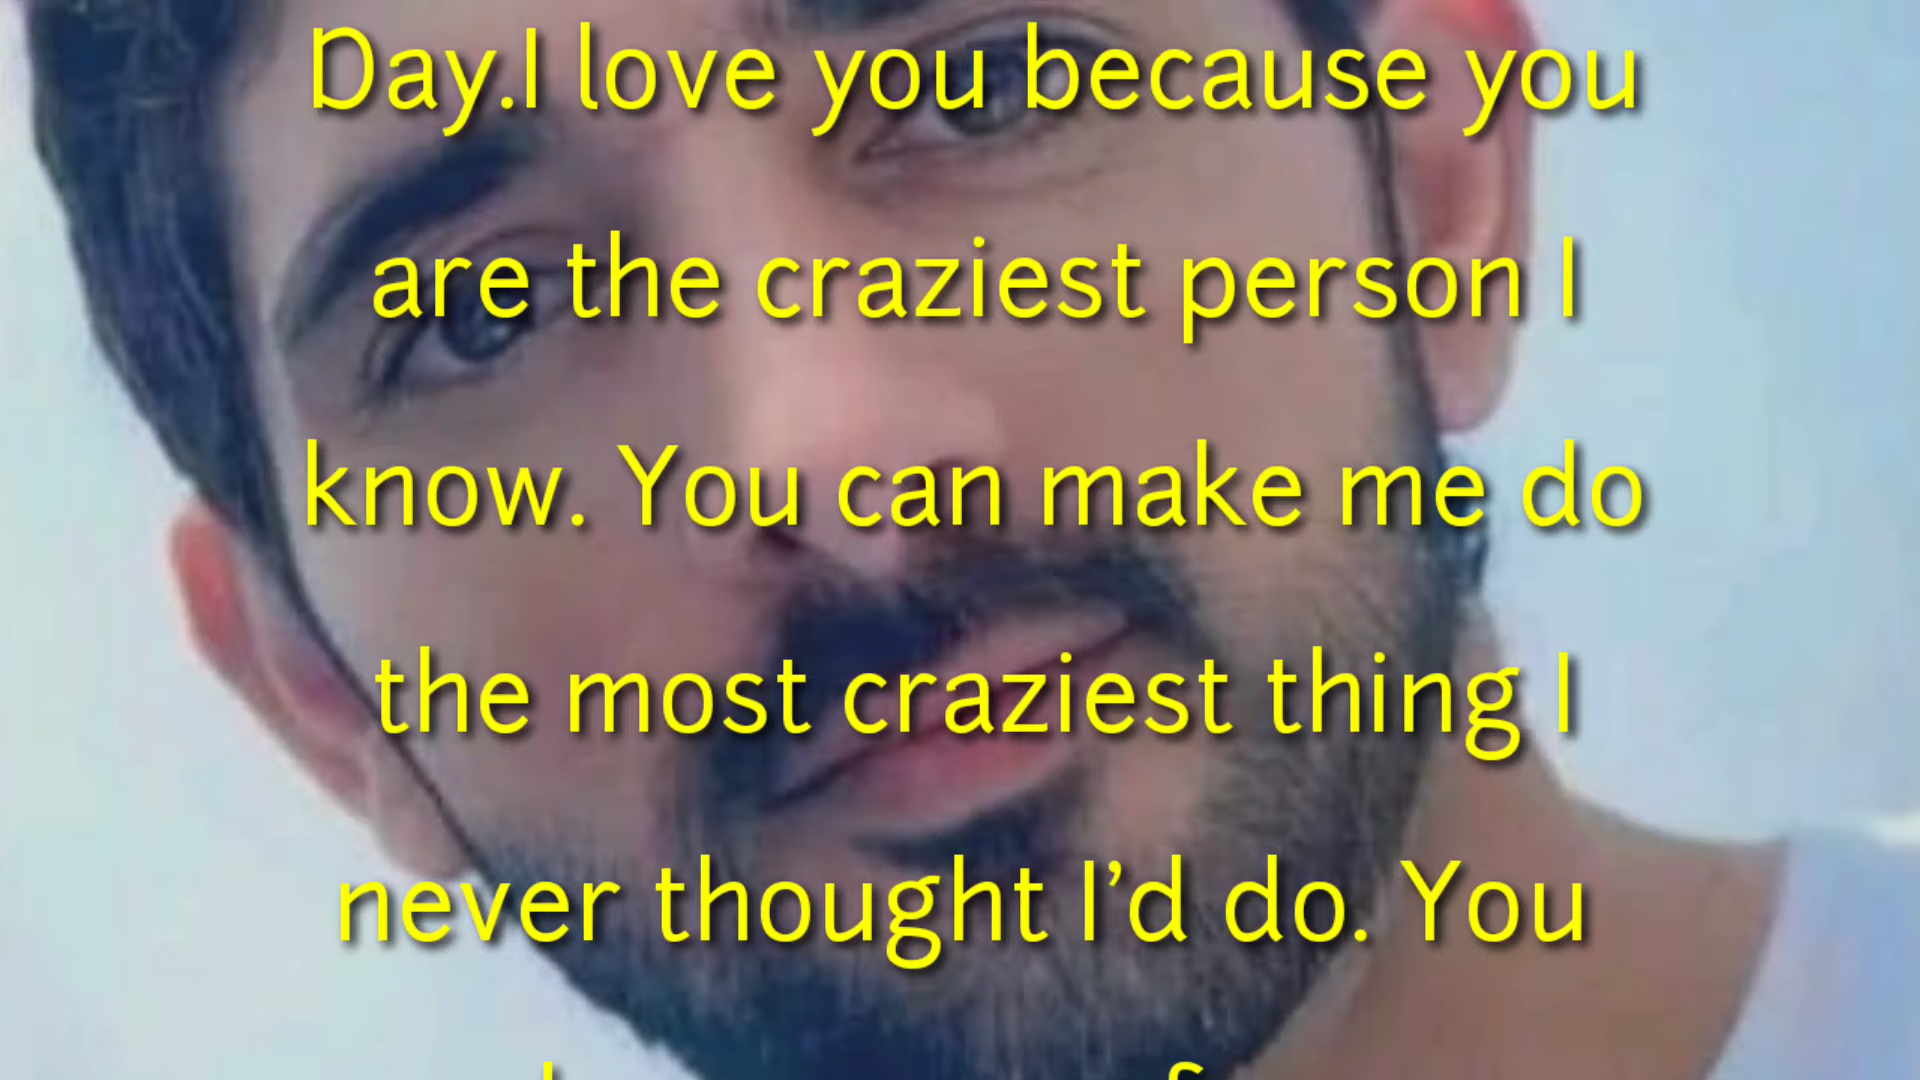 Day.I love you because you
are the craziest person I
know. You can make me do
the most craziest thing I
never thought I'd do. You